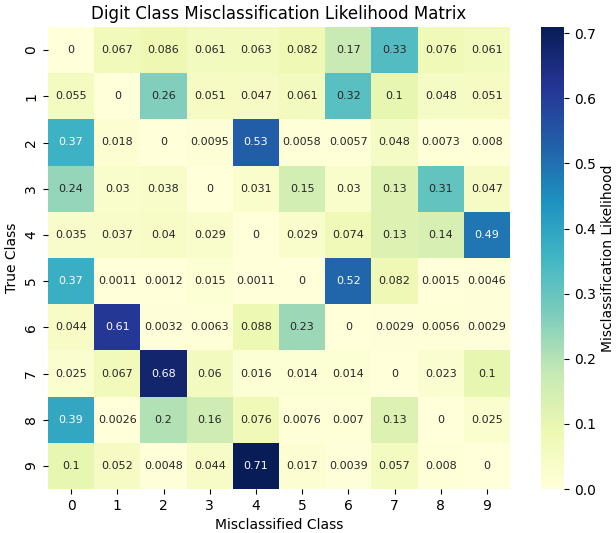 Digit Class Misclassification Likelihood Matrix
0 0 0.067 0.086 0.061 0.063 0.082 0.17 0.33 0.076 0.061
1 0.055 0 0.26 0.051 0.047 0.061 0.32 0.1 0.048 0.051
2 0.37 0.018 0 0.0095 0.53 0.0058 0.0057 0.048 0.0073 0.008
3 0.24 0.03 0.038 0 0.031 0.15 0.03 0.13 0.31 0.047
4 0.035 0.037 0.04 0.029 0 0.029 0.074 0.13 0.14 0.49
5 0.37 0.0011 0.0012 0.015 0.0011 0 0.52 0.082 0.0015 0.0046
6 0.044 0.61 0.0032 0.0063 0.088 0.23 0 0.0029 0.0056 0.0029
7 0.025 0.067 0.68 0.06 0.016 0.014 0.014 0 0.023 0.1
8 0.39 0.0026 0.2 0.16 0.076 0.0076 0.007 0.13 0 0.025
9 0.1 0.052 0.0048 0.044 0.71 0.017 0.0039 0.057 0.008 0
0 1 2 3 4 5 6 7 8 9
Misclassified Class
True Class
0.7
0.6
0.5
0.4
0.3
0.2
0.1
0.0
Misclassification Likelihood